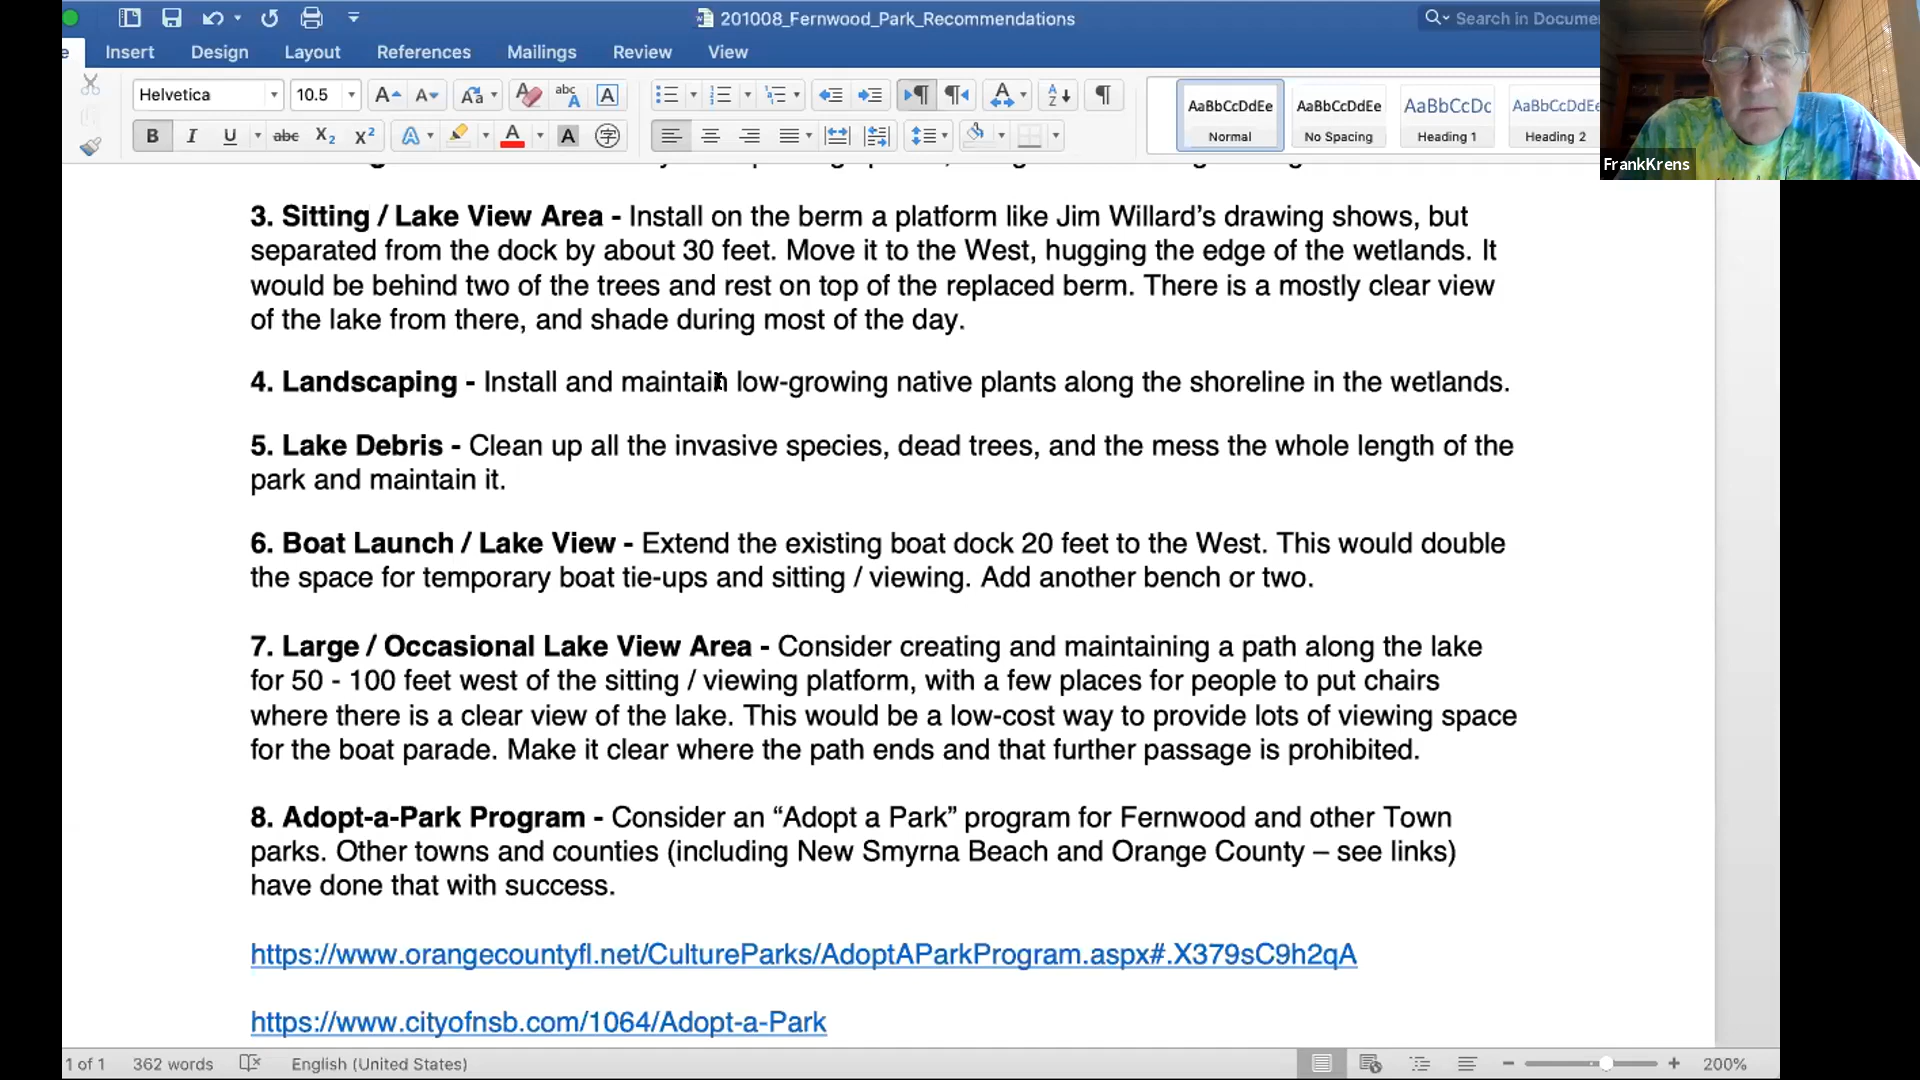 201008_Fernwood_Park_Recommendations
Search in Docume
e Insert Design Layout References Mailings Review View
Helvetica 10.5
AaBbCcDdEe AaBbCcDdEe AaBbCcDc AaBbCcDdEe
Normal No Spacing Heading 1 Heading 2
FrankKrens
3. Sitting / Lake View Area - Install on the berm a platform like Jim Willard’s drawing shows, but
separated from the dock by about 30 feet. Move it to the West, hugging the edge of the wetlands. It
would be behind two of the trees and rest on top of the replaced berm. There is a mostly clear view
of the lake from there, and shade during most of the day.
4. Landscaping - Install and maintain low-growing native plants along the shoreline in the wetlands.
5. Lake Debris - Clean up all the invasive species, dead trees, and the mess the whole length of the
park and maintain it.
6. Boat Launch / Lake View - Extend the existing boat dock 20 feet to the West. This would double
the space for temporary boat tie-ups and sitting / viewing. Add another bench or two.
7. Large / Occasional Lake View Area - Consider creating and maintaining a path along the lake
for 50 - 100 feet west of the sitting / viewing platform, with a few places for people to put chairs
where there is a clear view of the lake. This would be a low-cost way to provide lots of viewing space
for the boat parade. Make it clear where the path ends and that further passage is prohibited.
8. Adopt-a-Park Program - Consider an “Adopt a Park” program for Fernwood and other Town
parks. Other towns and counties (including New Smyrna Beach and Orange County – see links)
have done that with success.
https://www.orangecountyfl.net/CultureParks/AdoptAParkProgram.aspx#.X379sC9h2qA
https://www.cityofnsb.com/1064/Adopt-a-Park
1 of 1 362 words English (United States) 200%